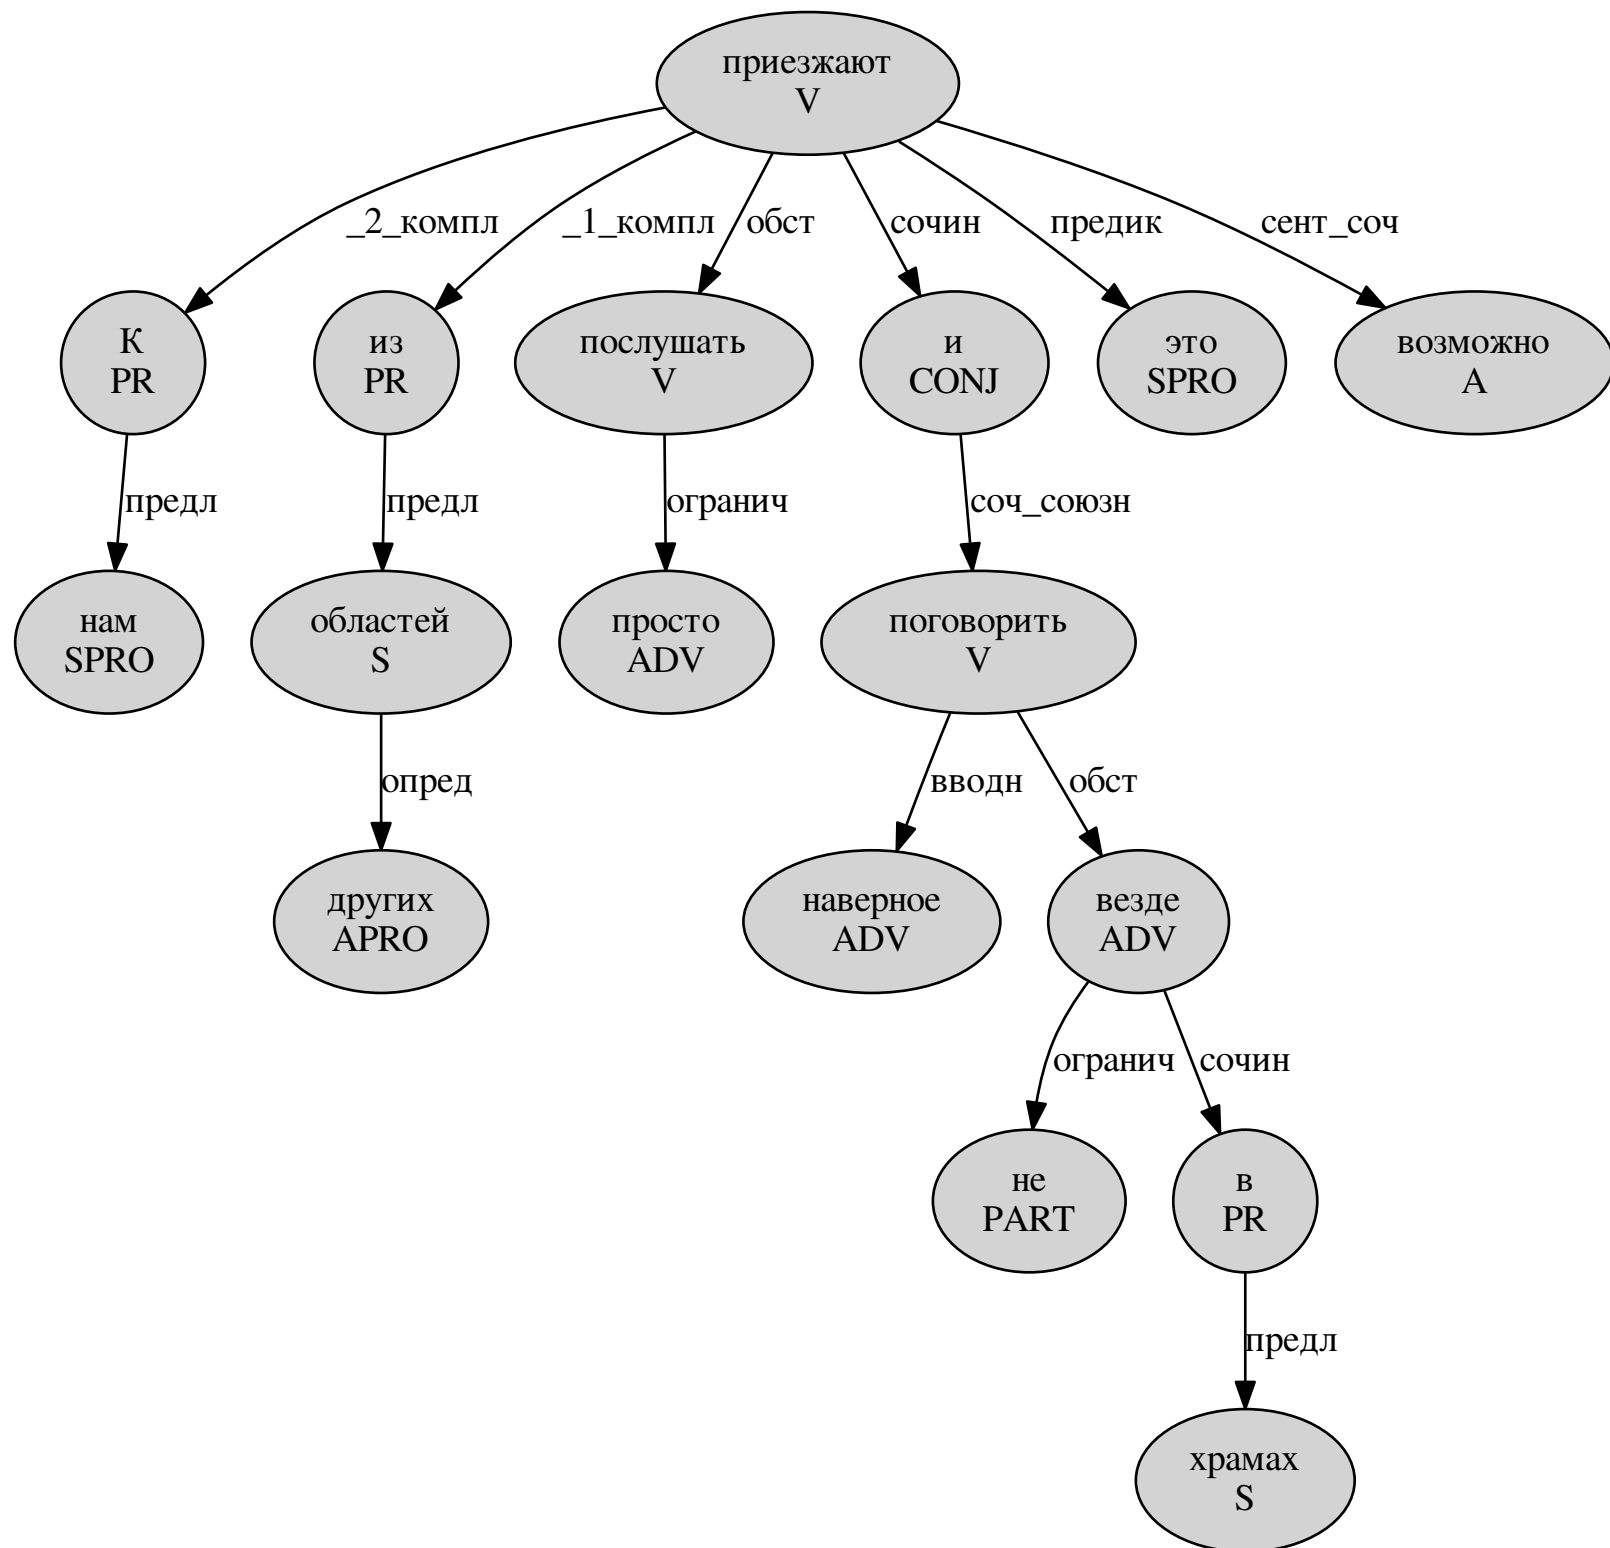 приезжают
V
_2_компл
_1_компл
обст
сочин
предик
сент_соч
К
PR
из
PR
послушать
V
и
CONJ
это
SPRO
возможно
A
предл
предл
огранич
соч_союзн
нам
SPRO
областей
S
просто
ADV
поговорить
V
опред
вводн
обст
других
APRO
наверное
ADV
везде
ADV
огранич
сочин
не
PART
в
PR
предл
храмах
S